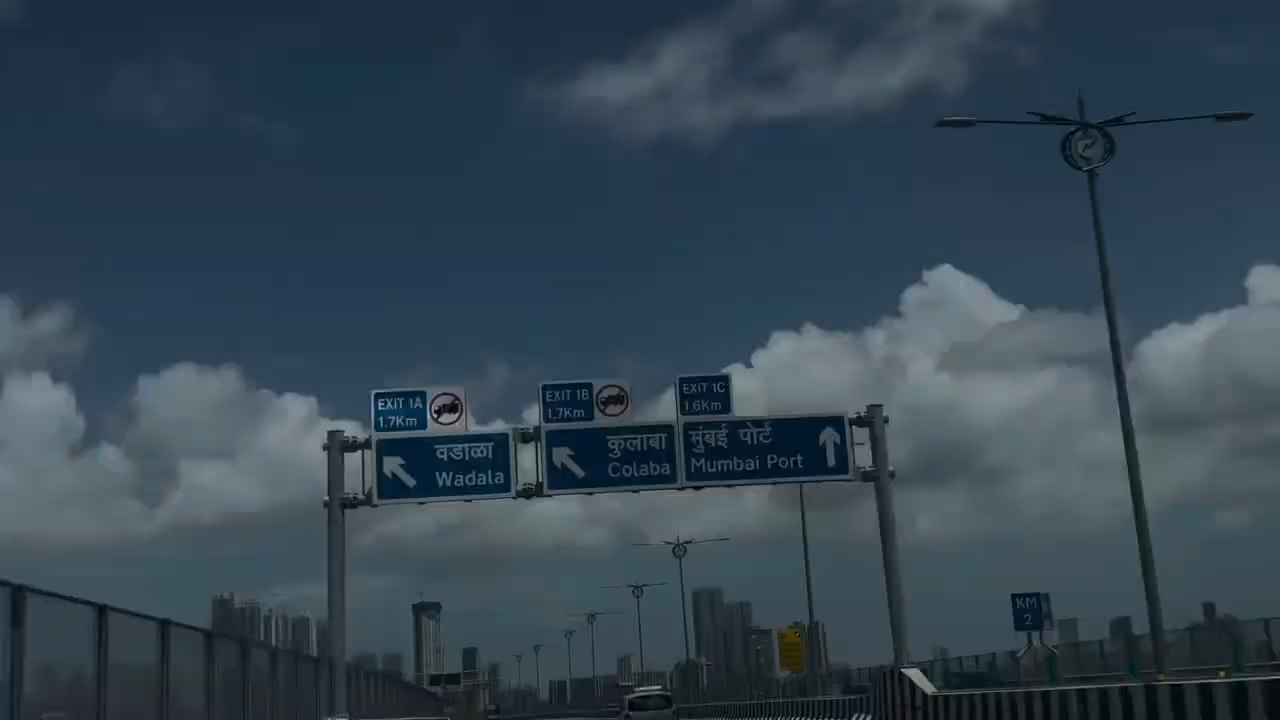 EXIT 1A
1.7Km
वडाळा
Wadala
EXIT 1B
1.7Km
कुलाबा
Colaba
EXIT 1C
1.6Km
मुंबई पोर्ट
Mumbai Port
KM
2